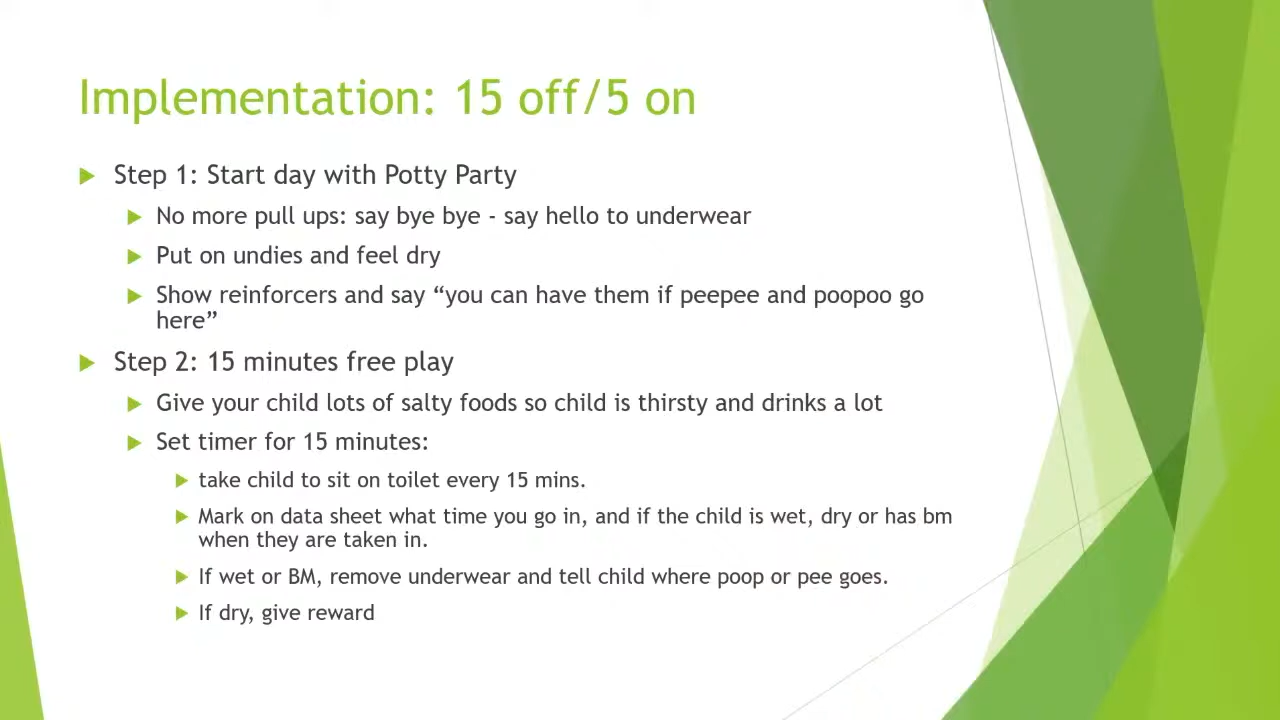 Implementation: 15 off/5 on
Step 1: Start day with Potty Party
No more pull ups: say bye bye - say hello to underwear
Put on undies and feel dry
Show reinforcers and say “you can have them if peepee and poopoo go
here”
Step 2: 15 minutes free play
Give your child lots of salty foods so child is thirsty and drinks a lot
Set timer for 15 minutes:
take child to sit on toilet every 15 mins.
Mark on data sheet what time you go in, and if the child is wet, dry or has bm
when they are taken in.
If wet or BM, remove underwear and tell child where poop or pee goes.
If dry, give reward